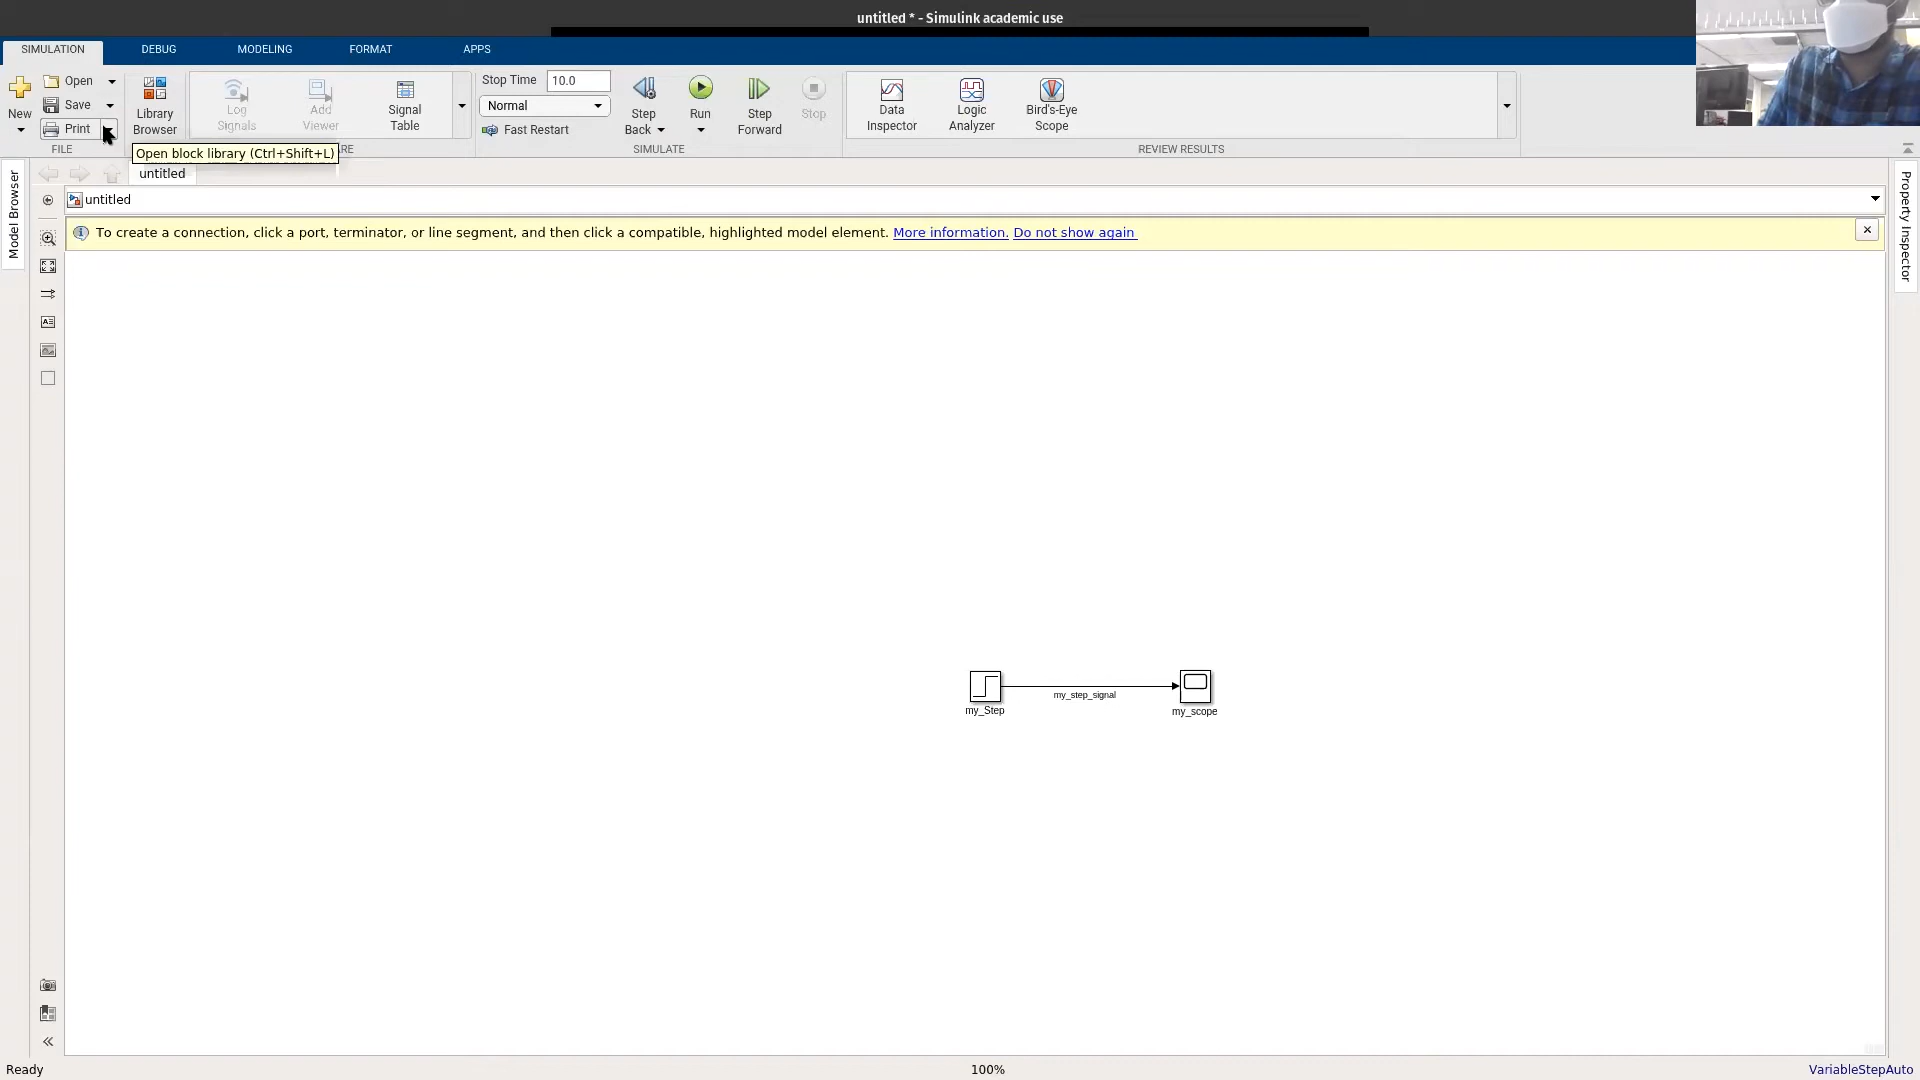 untitled * - Simulink academic use
SIMULATION DEBUG MODELING FORMAT APPS
New
Open
Save
Print
FILE
Library
Browser
Log
Signals
Add
Viewer
Signal
Table
ARE
Stop Time 10.0
Normal
Fast Restart
Step
Back
Run
Step
Forward
Stop
SIMULATE
Data
Inspector
Logic
Analyzer
Bird's-Eye
Scope
REVIEW RESULTS
Open block library (Ctrl+Shift+L)
untitled
untitled
Model Browser
Property Inspector
To create a connection, click a port, terminator, or line segment, and then click a compatible, highlighted model element. More information. Do not show again
my_step_signal
my_Step
my_scope
Ready 100% VariableStepAuto